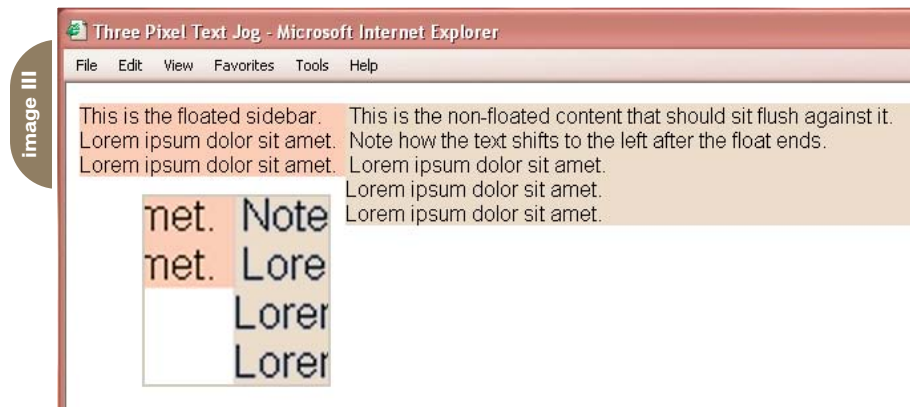 image III
Three Pixel Text Jog - Microsoft Internet Explorer
File Edit View Favorites Tools Help
This is the floated sidebar.
Lorem ipsum dolor sit amet.
Lorem ipsum dolor sit amet.
This is the non-floated content that should sit flush against it.
Note how the text shifts to the left after the float ends.
Lorem ipsum dolor sit amet.
Lorem ipsum dolor sit amet.
Lorem ipsum dolor sit amet.
met. Note
met. Lore
Lorer
Lorer